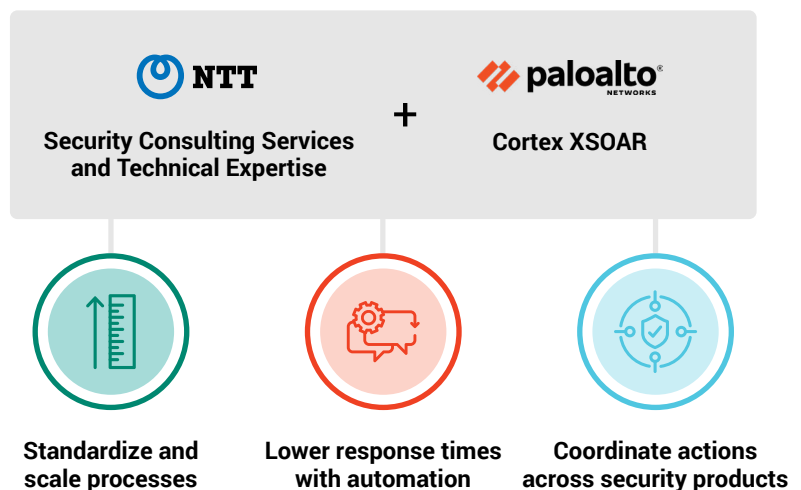 NTT
paloalto®
NETWORKS
+
Security Consulting Services
and Technical Expertise
Cortex XSOAR
Standardize and
scale processes
Lower response times
with automation
Coordinate actions
across security products